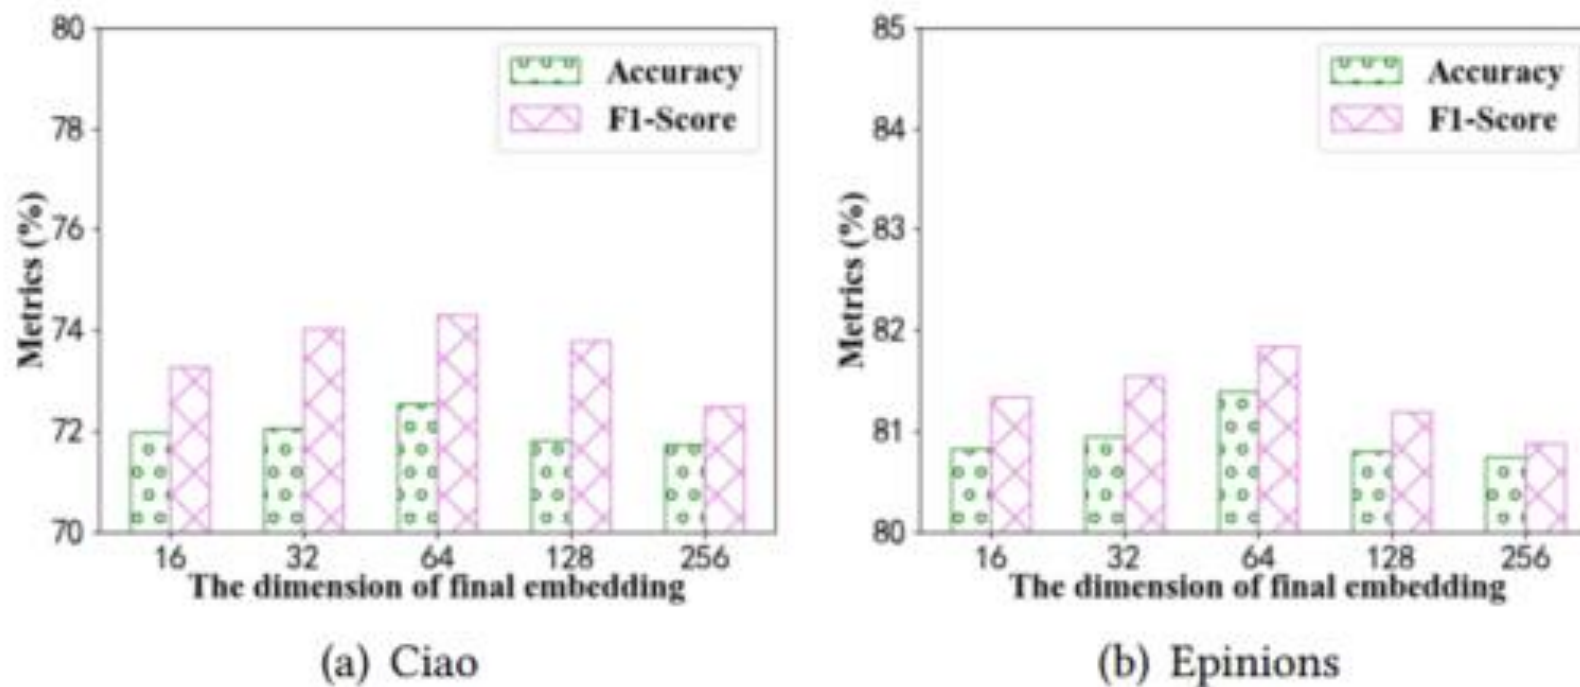 80
78
76
74
72
70
Metrics (%)
Accuracy
F1-Score
16 32 64 128 256
The dimension of final embedding
(a) Ciao
85
84
83
82
81
80
Metrics (%)
Accuracy
F1-Score
16 32 64 128 256
The dimension of final embedding
(b) Epinions